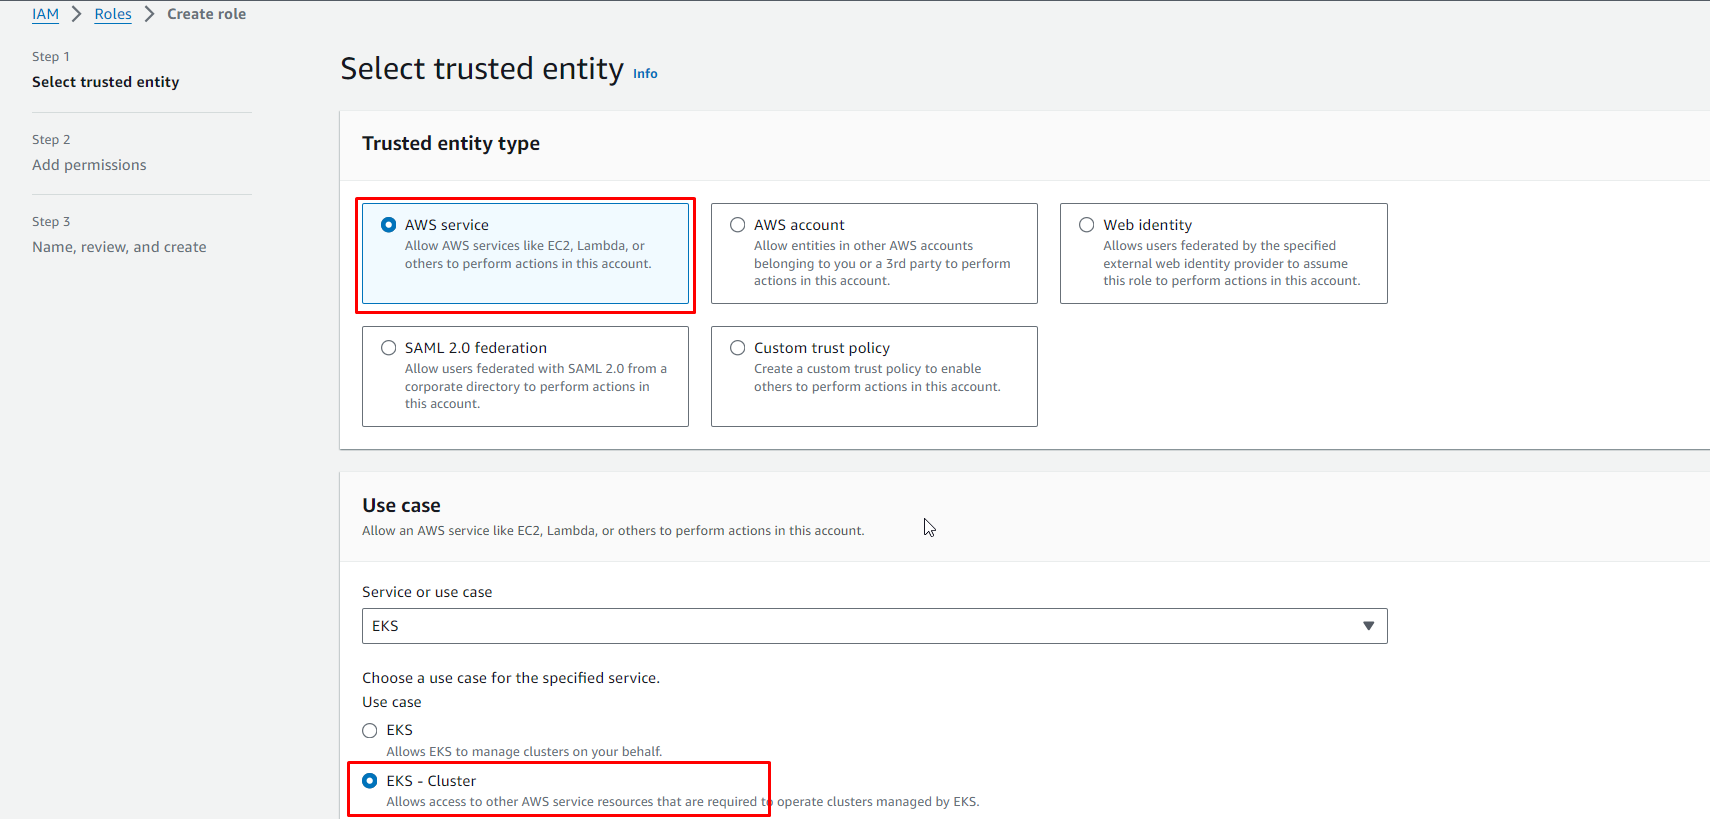 IAM > Roles > Create role
Step 1
Select trusted entity
Step 2
Add permissions
Step 3
Name, review, and create
Select trusted entity Info
Trusted entity type
AWS service
Allow AWS services like EC2, Lambda, or
others to perform actions in this account.
AWS account
Allow entities in other AWS accounts
belonging to you or a 3rd party to perform
actions in this account.
Web identity
Allows users federated by the specified
external web identity provider to assume
this role to perform actions in this account.
SAML 2.0 federation
Allow users federated with SAML 2.0 from a
corporate directory to perform actions in
this account.
Custom trust policy
Create a custom trust policy to enable
others to perform actions in this account.
Use case
Allow an AWS service like EC2, Lambda, or others to perform actions in this account.
Service or use case
EKS
Choose a use case for the specified service.
Use case
EKS
Allows EKS to manage clusters on your behalf.
EKS - Cluster
Allows access to other AWS service resources that are required to operate clusters managed by EKS.